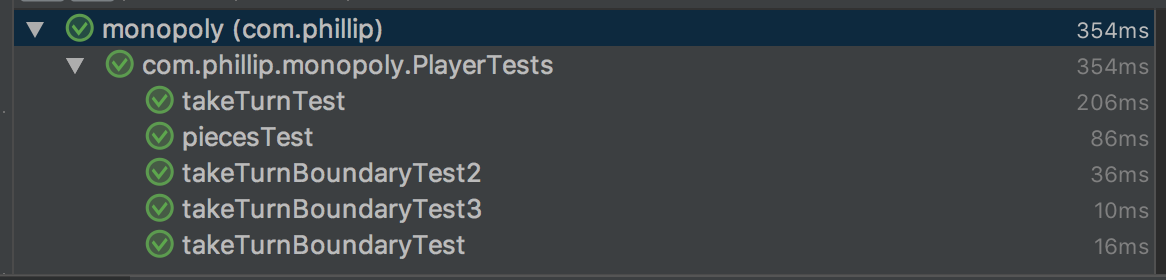 monopoly (com.phillip) 354ms
com.phillip.monopoly.PlayerTests 354ms
takeTurnTest 206ms
piecesTest 86ms
takeTurnBoundaryTest2 36ms
takeTurnBoundaryTest3 10ms
takeTurnBoundaryTest 16ms